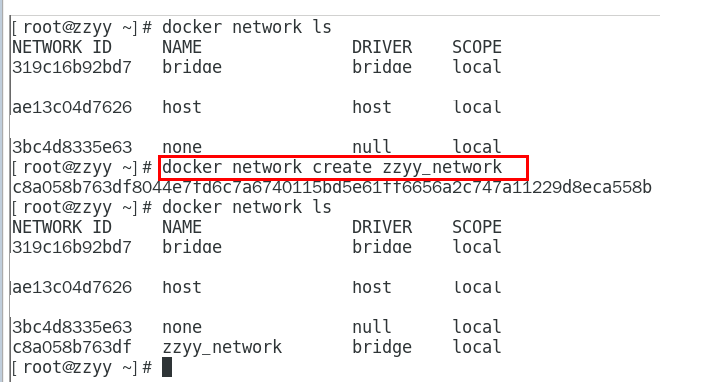 [root@zzyy ~]# docker network ls
NETWORK ID NAME DRIVER SCOPE
319c16b92bd7 bridge bridge local
ae13c04d7626 host host local
3bc4d8335e63 none null local
[root@zzyy ~]# docker network create zzyy_network
c8a058b763df8044e7fd6c7a6740115bd5e61ff6656a2c747a11229d8eca558b
[root@zzyy ~]# docker network ls
NETWORK ID NAME DRIVER SCOPE
319c16b92bd7 bridge bridge local
ae13c04d7626 host host local
3bc4d8335e63 none null local
c8a058b763df zzyy_network bridge local
[root@zzyy ~]#